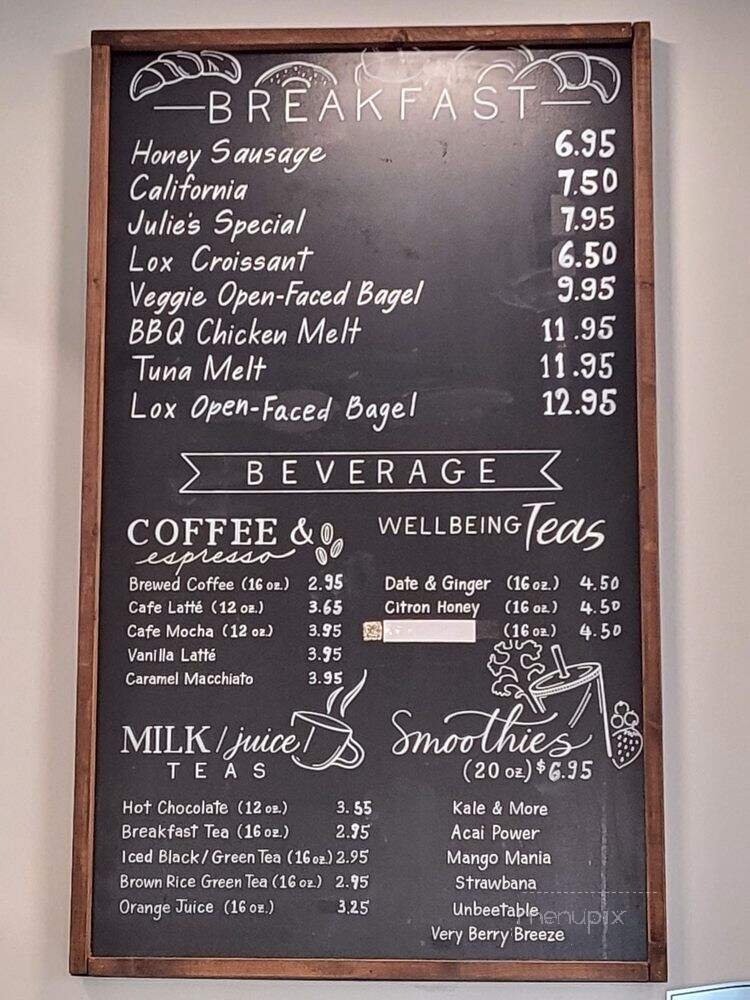 BREAKFAST
Honey Sausage 6.95
California 7.50
Julie's Special 7.95
Lox Croissant 6.50
Veggie Open-Faced Bagel 9.95
BBQ Chicken Melt 11.95
Tuna Melt 11.95
Lox Open-Faced Bagel 12.95
BEVERAGE
COFFEE &
espresso
Brewed Coffee (16 oz.) 2.95
Cafe Latté (12 oz.) 3.65
Cafe Mocha (12 oz.) 3.95
Vanilla Latté 3.95
Caramel Macchiato 3.95
WELLBEING Teas
Date & Ginger (16 oz.) 4.50
Citron Honey (16 oz.) 4.50
(16 oz.) 4.50
MILK / juice /
TEAS
Hot Chocolate (12 oz.) 3.55
Breakfast Tea (16 oz.) 2.95
Iced Black/Green Tea (16 oz.) 2.95
Brown Rice Green Tea (16 oz.) 2.95
Orange Juice (16 oz.) 3.25
Smoothies
(20 oz.) $6.95
Kale & More
Acai Power
Mango Mania
Strawbana
Unbeetable
Very Berry Breeze
menupix